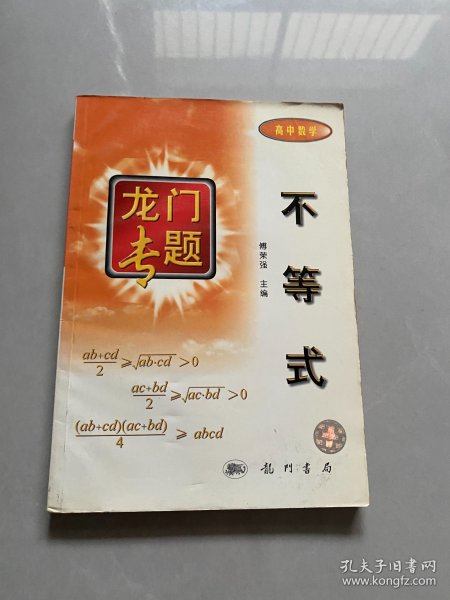 高中数学
龙门
专题
不等式
傅荣强 主编
ab+cd/2 ≥ √ab·cd > 0
ac+bd/2 ≥ √ac·bd > 0
(ab+cd)(ac+bd)/4 ≥ abcd
龍門書局
孔夫子旧书网
www.kongfz.com